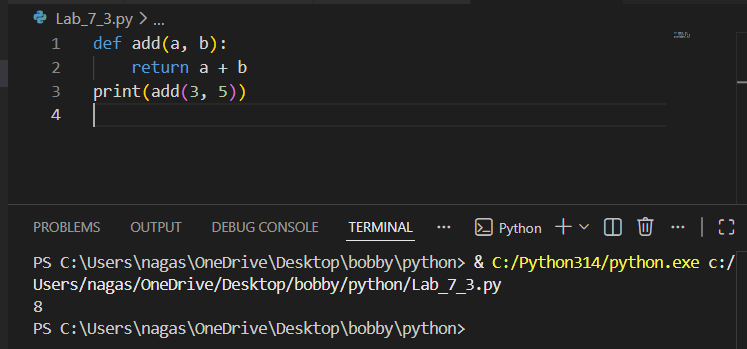 Lab_7_3.py > ...
1 def add(a, b):
2     return a + b
3 print(add(3, 5))
4
PROBLEMS OUTPUT DEBUG CONSOLE TERMINAL ... Python
PS C:\Users\nagas\OneDrive\Desktop\bobby\python> & C:/Python314/python.exe c:/
Users/nagas/OneDrive/Desktop/bobby/python/Lab_7_3.py
8
PS C:\Users\nagas\OneDrive\Desktop\bobby\python>